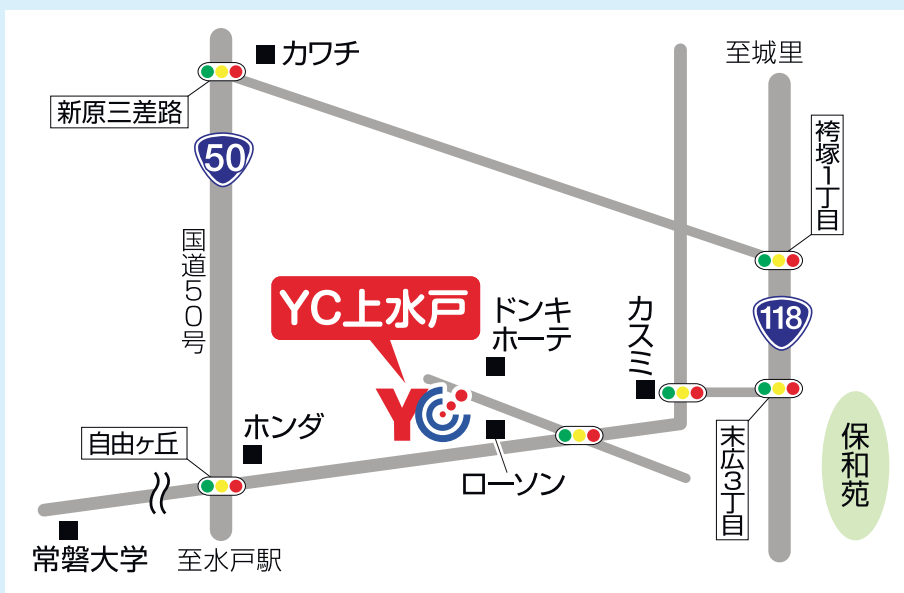 カワチ
至城里
新原三差路
袴塚1丁目
50
国道50号
YC上水戸
ドンキ
ホーテ
カスミ
118
YC
自由ヶ丘
ホンダ
ローソン
末広3丁目
保和苑
常磐大学
至水戸駅